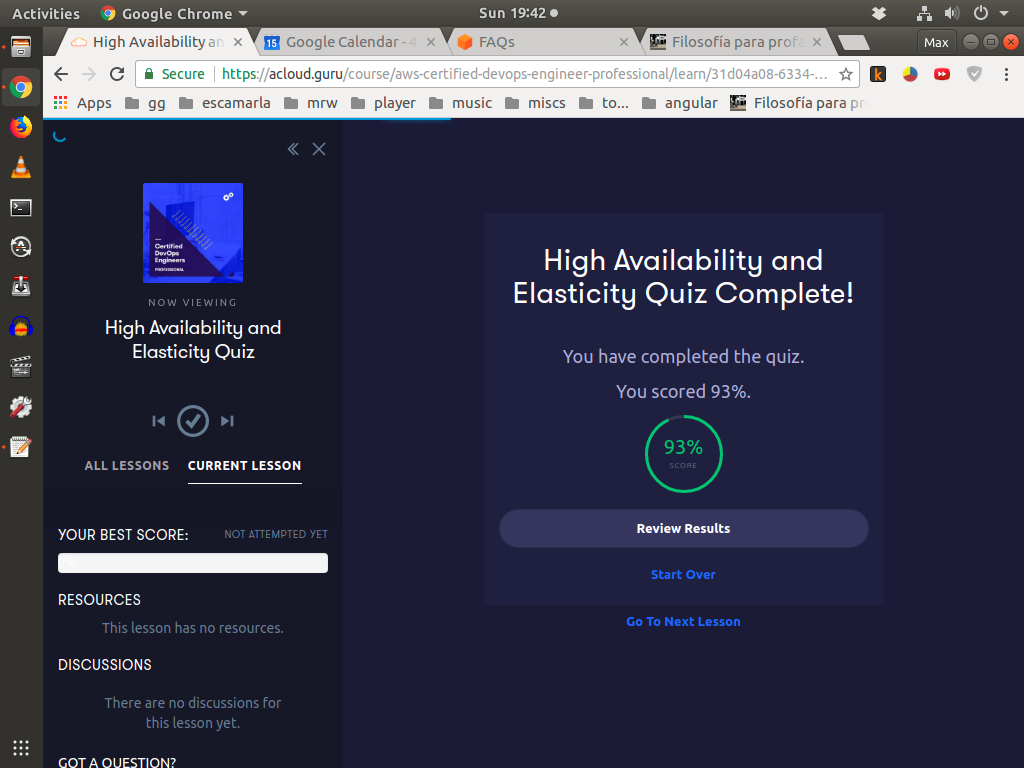 Activities Google Chrome Sun 19:42
High Availability an Google Calendar - 4 FAQs Filosofía para profa Max
Secure https://acloud.guru/course/aws-certified-devops-engineer-professional/learn/31d04a08-6334-...
Apps gg escamarla mrw player music miscs to... angular Filosofía para pr
Certified
DevOps
Engineers
PROFESSIONAL
NOW VIEWING
High Availability and
Elasticity Quiz
ALL LESSONS CURRENT LESSON
YOUR BEST SCORE: NOT ATTEMPTED YET
RESOURCES
This lesson has no resources.
DISCUSSIONS
There are no discussions for
this lesson yet.
GOT A QUESTION?
High Availability and
Elasticity Quiz Complete!
You have completed the quiz.
You scored 93%.
93%
SCORE
Review Results
Start Over
Go To Next Lesson